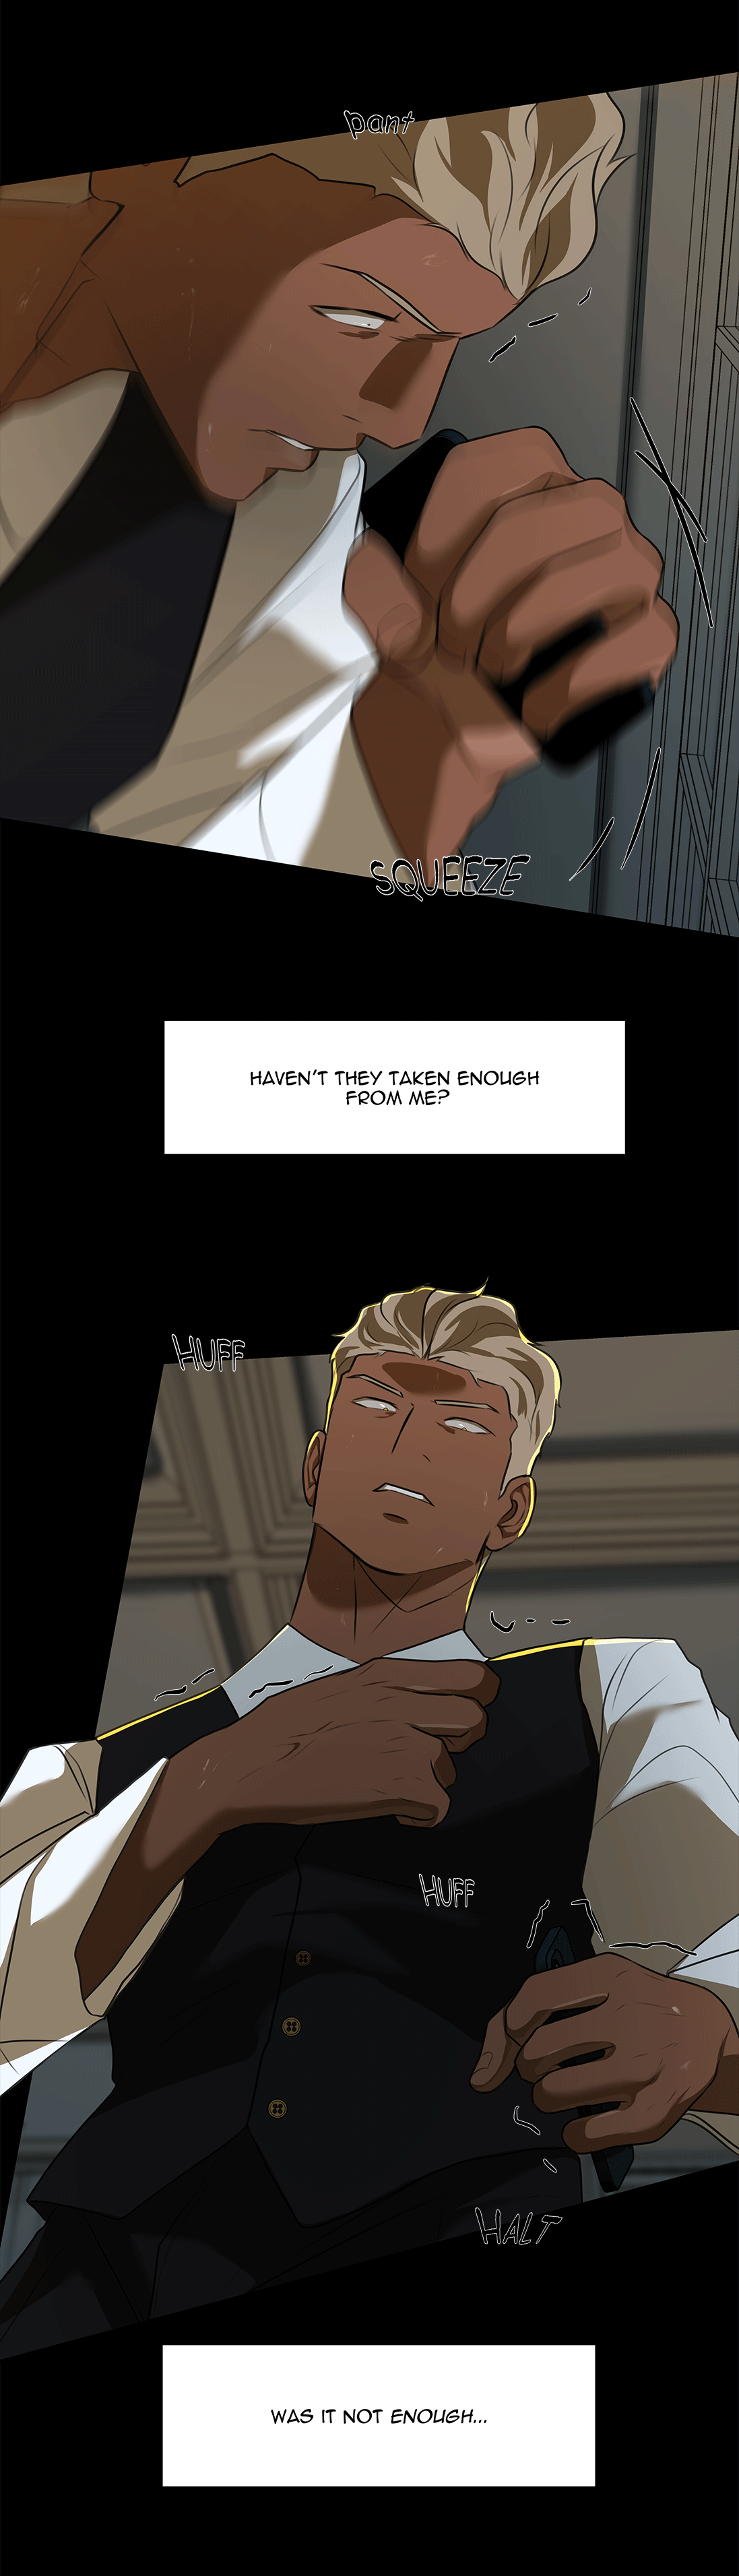 pant
SQUEEZE
HAVEN'T THEY TAKEN ENOUGH
FROM ME?
HUFF
HUFF
HALT
WAS IT NOT ENOUGH...